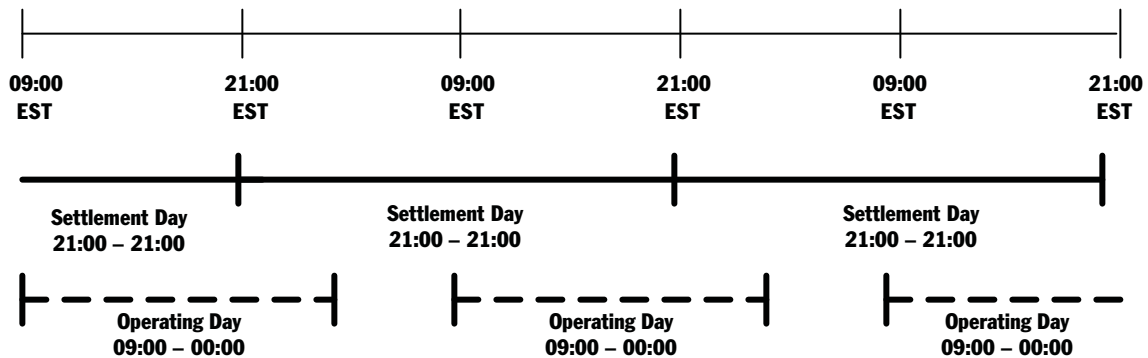 09:00
EST
21:00
EST
09:00
EST
21:00
EST
09:00
EST
21:00
EST
Settlement Day
21:00 – 21:00
Settlement Day
21:00 – 21:00
Settlement Day
21:00 – 21:00
Operating Day
09:00 – 00:00
Operating Day
09:00 – 00:00
Operating Day
09:00 – 00:00